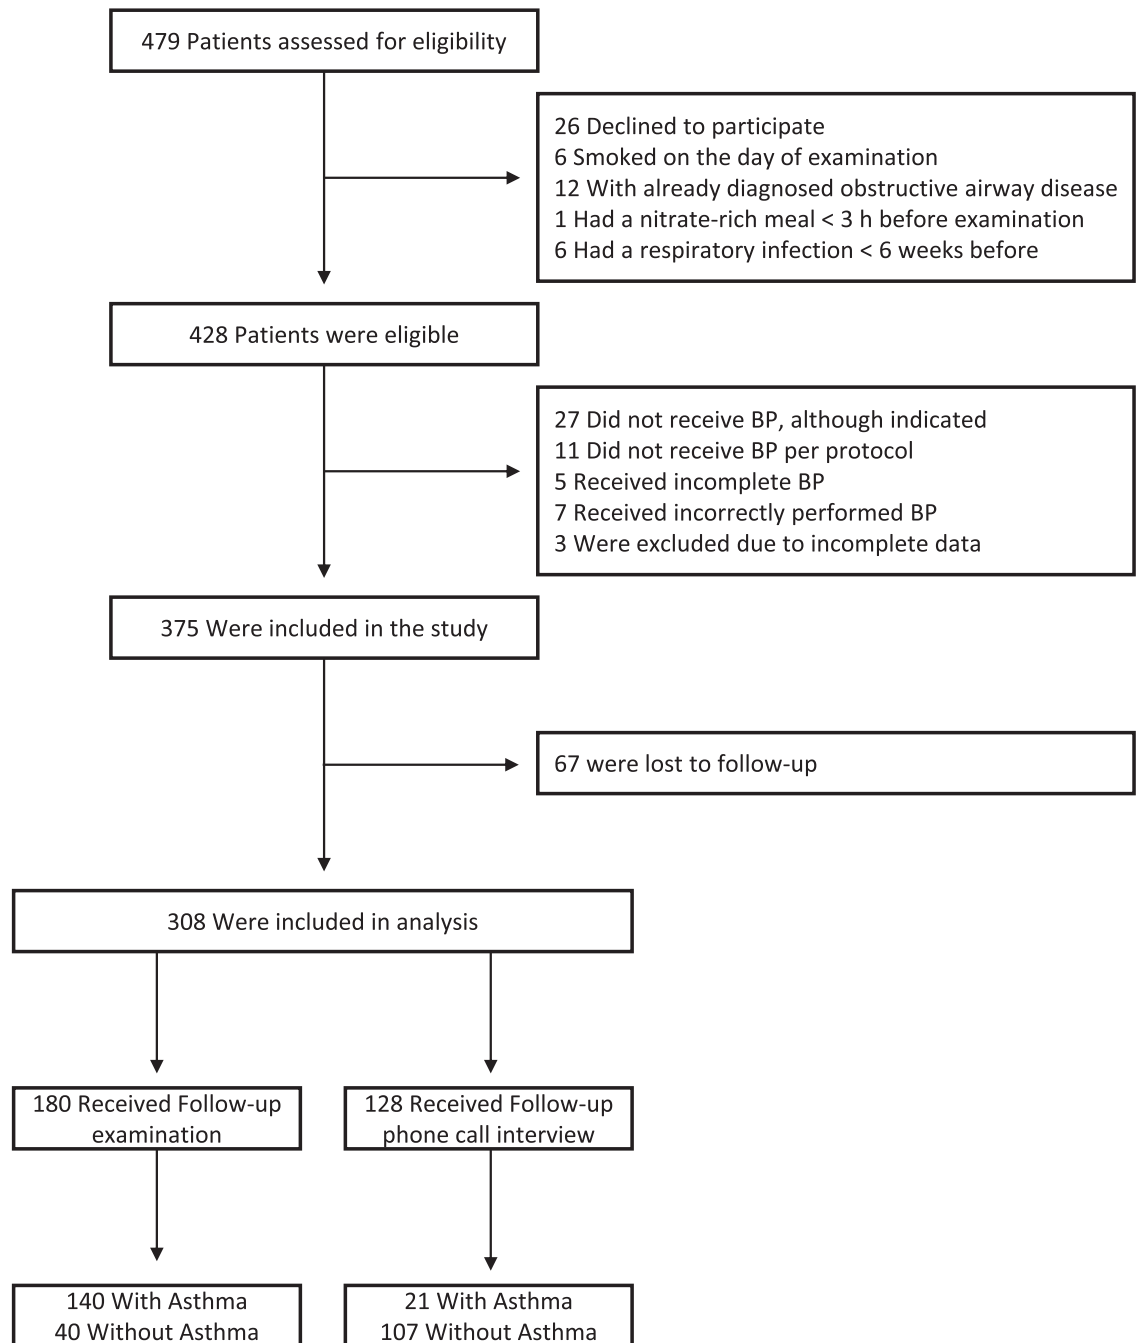 479 Patients assessed for eligibility
26 Declined to participate
6 Smoked on the day of examination
12 With already diagnosed obstructive airway disease
1 Had a nitrate-rich meal < 3 h before examination
6 Had a respiratory infection < 6 weeks before
428 Patients were eligible
27 Did not receive BP, although indicated
11 Did not receive BP per protocol
5 Received incomplete BP
7 Received incorrectly performed BP
3 Were excluded due to incomplete data
375 Were included in the study
67 were lost to follow-up
308 Were included in analysis
180 Received Follow-up
examination
128 Received Follow-up
phone call interview
140 With Asthma
40 Without Asthma
21 With Asthma
107 Without Asthma